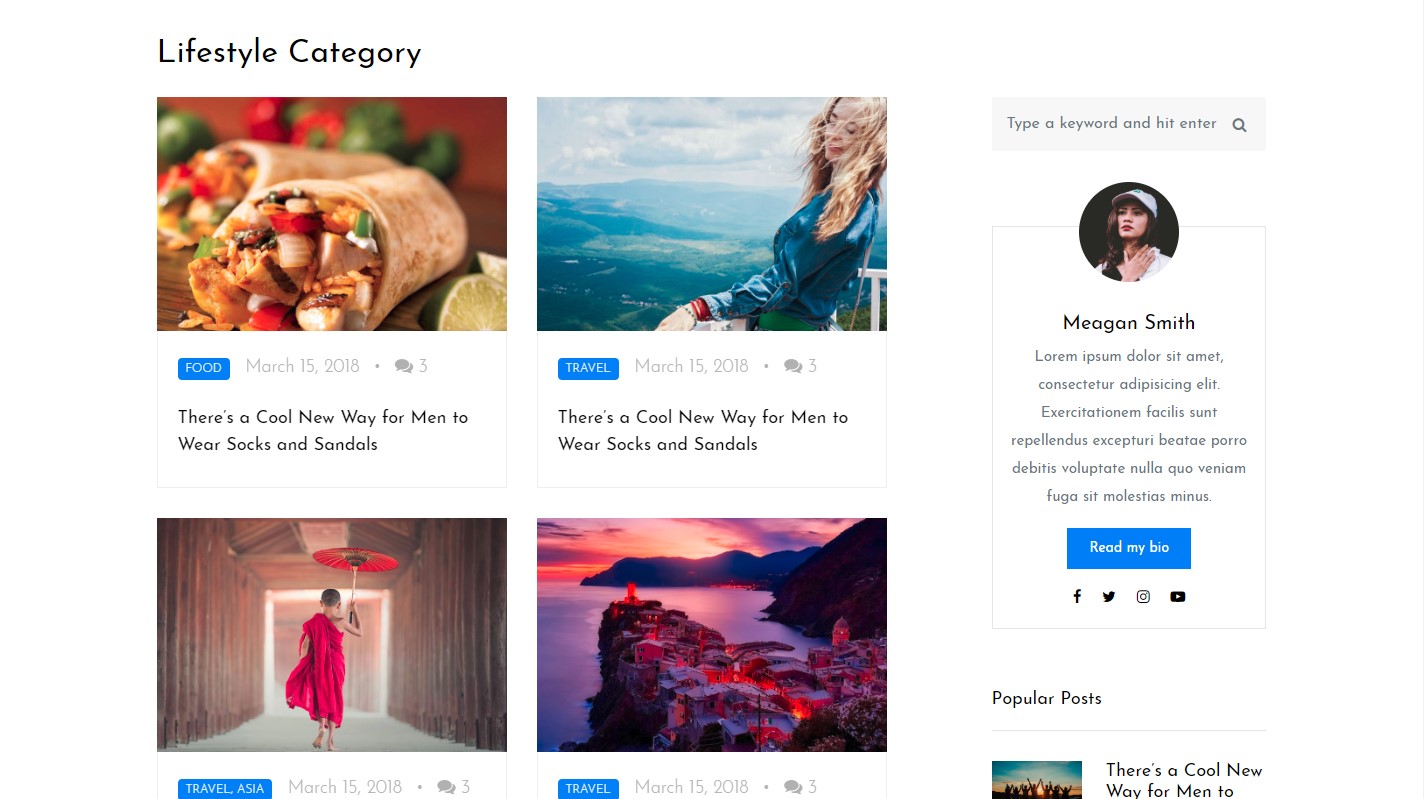 Lifestyle Category
FOOD March 15, 2018 • 3
There's a Cool New Way for Men to
Wear Socks and Sandals
TRAVEL March 15, 2018 • 3
There's a Cool New Way for Men to
Wear Socks and Sandals
TRAVEL, ASIA March 15, 2018 • 3
TRAVEL March 15, 2018 • 3
Type a keyword and hit enter
Meagan Smith
Lorem ipsum dolor sit amet,
consectetur adipisicing elit.
Exercitationem facilis sunt
repellendus excepturi beatae porro
debitis voluptate nulla quo veniam
fuga sit molestias minus.
Read my bio
Popular Posts
There's a Cool New
Way for Men to